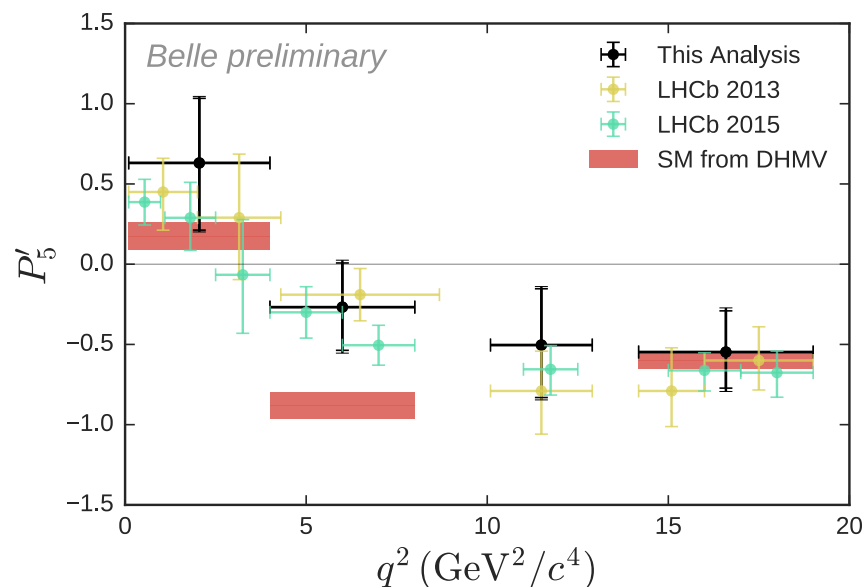 Belle preliminary
This Analysis
LHCb 2013
LHCb 2015
SM from DHMV
1.5
1.0
0.5
0.0
−0.5
−1.0
−1.5
P′5
0 5 10 15 20
q² (GeV²/c⁴)